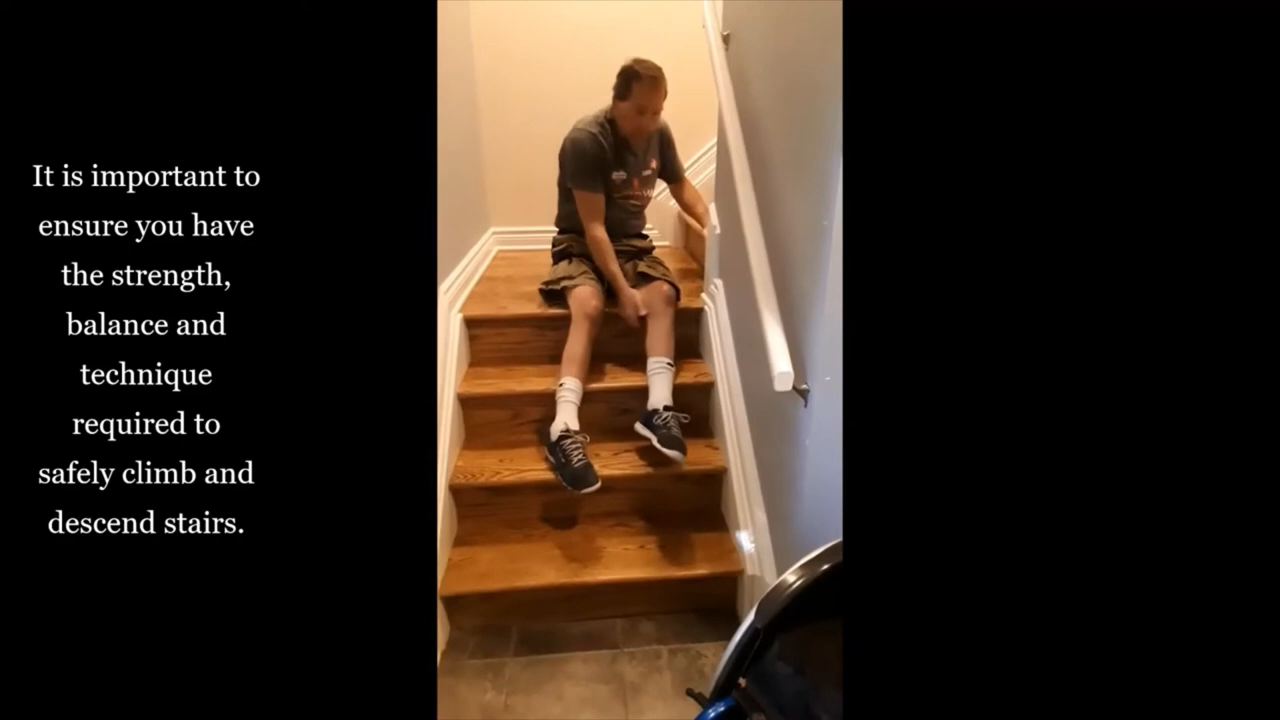 It is important to
ensure you have
the strength,
balance and
technique
required to
safely climb and
descend stairs.